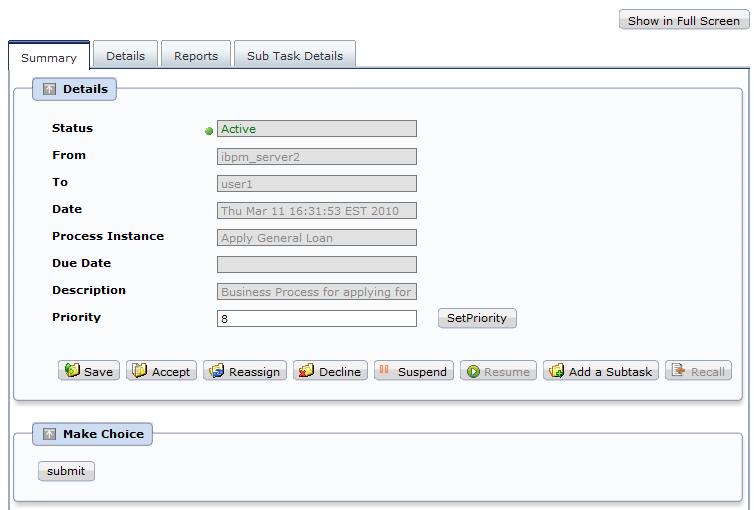 Show in Full Screen
Summary Details Reports Sub Task Details
Details
Status Active
From ibpm_server2
To user1
Date Thu Mar 11 16:31:53 EST 2010
Process Instance Apply General Loan
Due Date
Description Business Process for applying for
Priority 8 SetPriority
Save Accept Reassign Decline Suspend Resume Add a Subtask Recall
Make Choice
submit